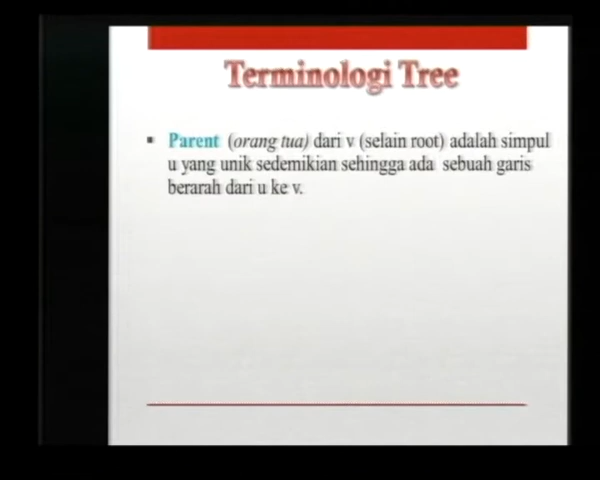 Terminologi Tree
▪ Parent (orang tua) dari v (selain root) adalah simpul
u yang unik sedemikian sehingga ada sebuah garis
berarah dari u ke v.